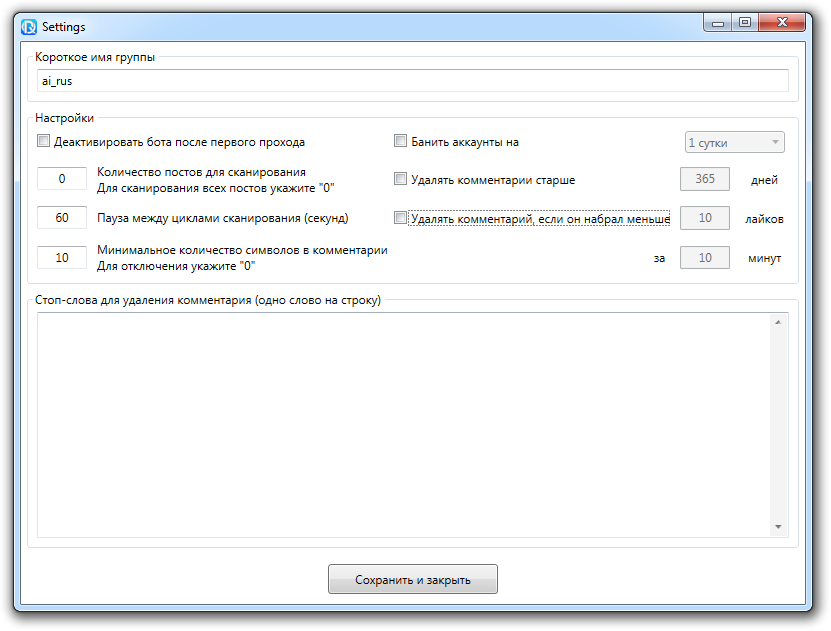 Settings
Короткое имя группы
ai_rus
Настройки
Деактивировать бота после первого прохода
Банить аккаунты на
1 сутки
0
Количество постов для сканирования
Для сканирования всех постов укажите "0"
Удалять комментарии старше
365
дней
60
Пауза между циклами сканирования (секунд)
Удалять комментарий, если он набрал меньше
10
лайков
10
Минимальное количество символов в комментарии
Для отключения укажите "0"
за
10
минут
Стоп-слова для удаления комментария (одно слово на строку)
Сохранить и закрыть